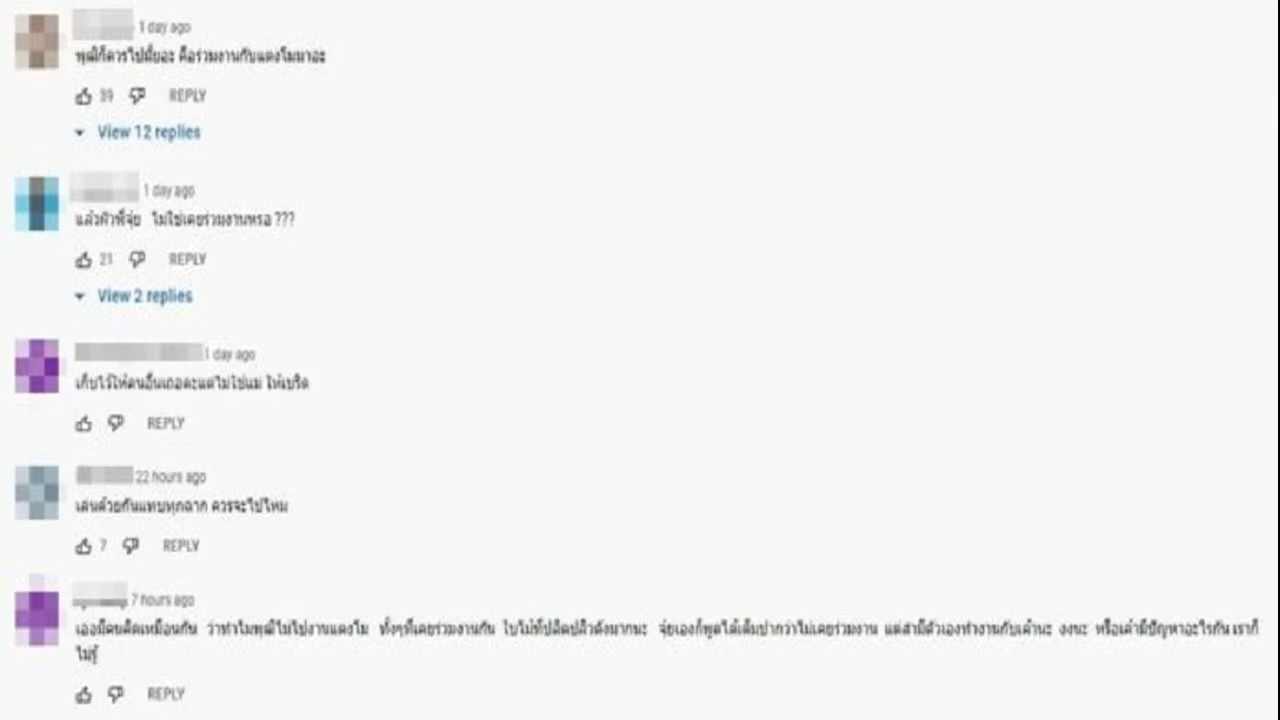 1 day ago
พุฒิก็ควรไปมั้ยอะ คือร่วมงานกับแตงโมมาอะ
39 REPLY
View 12 replies
1 day ago
แล้วผัวพี่จุ๋ย ไม่ใช่เคยร่วมงานหรอ ???
21 REPLY
View 2 replies
1 day ago
เก็บไว้ให้คนอื่นเถอะค่ะแต่ไม่ใช่แม่
REPLY
22 hours ago
เล่นด้วยกันแทบทุกฉาก ควรจะไปไหม
7 REPLY
7 hours ago
เออมีคนคิดเหมือนกัน ว่าทำไมพุฒิไม่ไปงานแตงโม ทั้งๆที่เคยร่วมงานกัน ใบไม้ที่ปลิดปลิวดังมากนะ จุ๋ยเองก็พูดได้เต็มปากว่าไม่เคยร่วมงาน แต่สามีตัวเองทำงานกับเค้านะ งงนะ หรือเค้ามีปัญหาอะไรกัน เราก็
ไม่รู้
REPLY